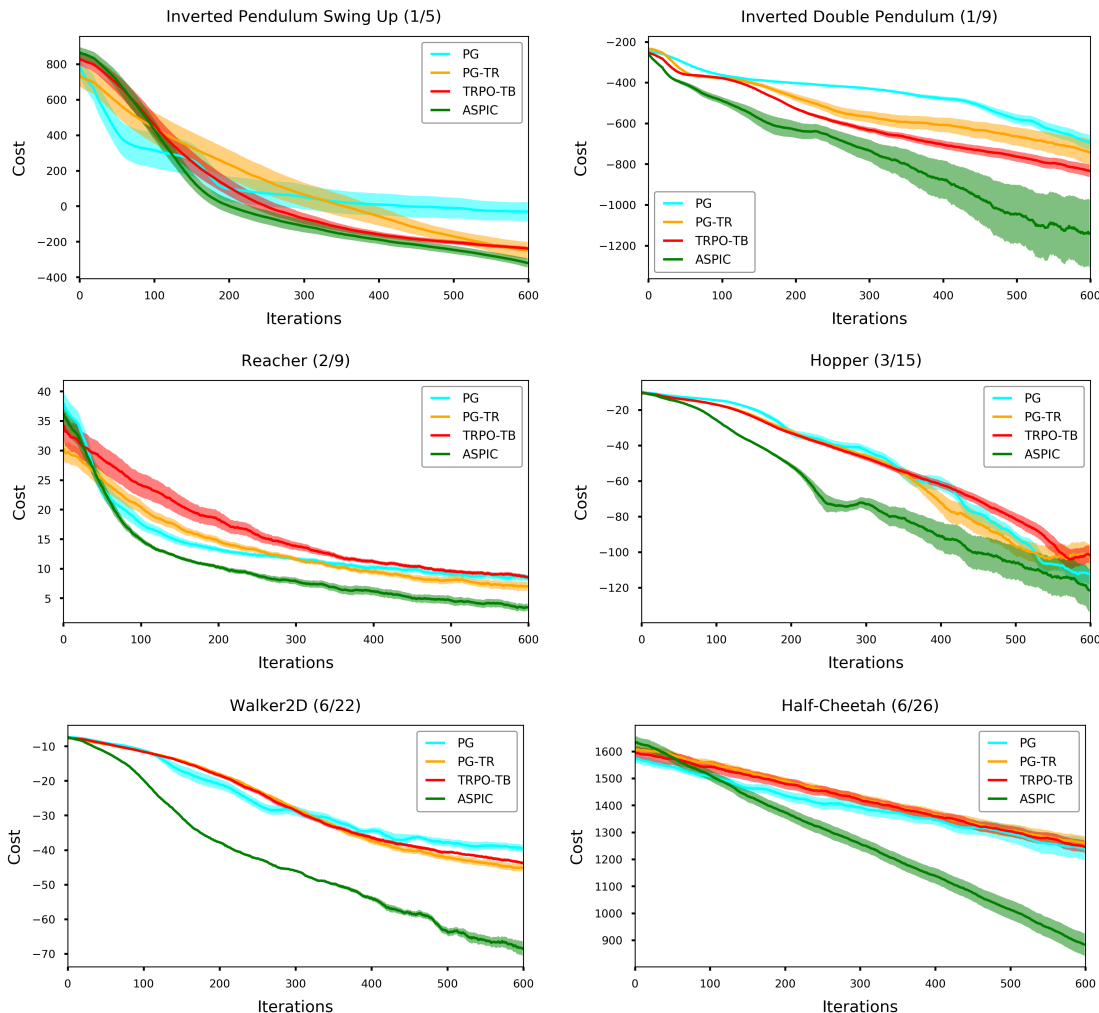 Inverted Pendulum Swing Up (1/5)
800
600
400
200
0
−200
−400
Cost
0 100 200 300 400 500 600
Iterations
PG
PG-TR
TRPO-TB
ASPIC
Inverted Double Pendulum (1/9)
−200
−400
−600
−800
−1000
−1200
Cost
0 100 200 300 400 500 600
Iterations
PG
PG-TR
TRPO-TB
ASPIC
Reacher (2/9)
40
35
30
25
20
15
10
5
Cost
0 100 200 300 400 500 600
Iterations
PG
PG-TR
TRPO-TB
ASPIC
Hopper (3/15)
−20
−40
−60
−80
−100
−120
Cost
0 100 200 300 400 500 600
Iterations
PG
PG-TR
TRPO-TB
ASPIC
Walker2D (6/22)
−10
−20
−30
−40
−50
−60
−70
Cost
0 100 200 300 400 500 600
Iterations
PG
PG-TR
TRPO-TB
ASPIC
Half-Cheetah (6/26)
1600
1500
1400
1300
1200
1100
1000
900
Cost
0 100 200 300 400 500 600
Iterations
PG
PG-TR
TRPO-TB
ASPIC